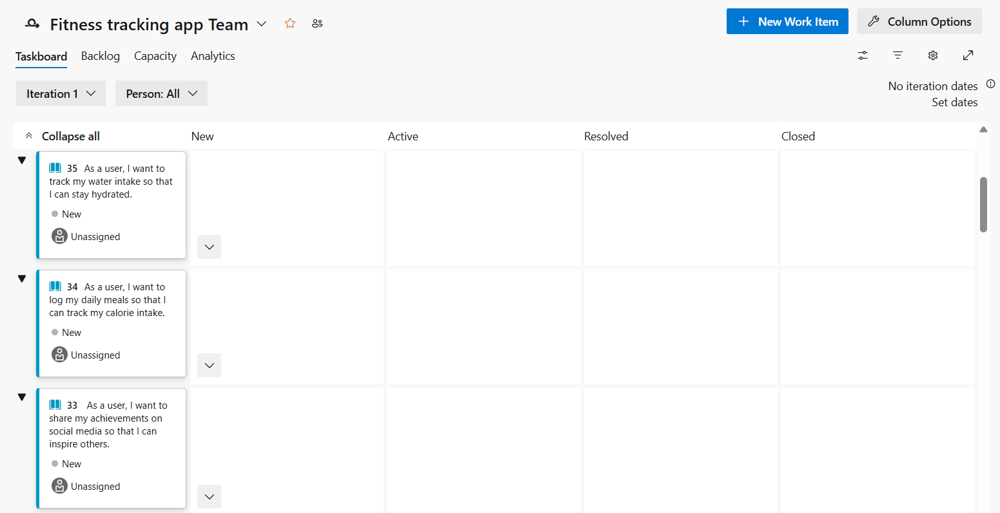 Fitness tracking app Team
New Work Item
Column Options
Taskboard Backlog Capacity Analytics
Iteration 1
Person: All
No iteration dates
Set dates
Collapse all New Active Resolved Closed
35 As a user, I want to
track my water intake so that
I can stay hydrated.
New
Unassigned
34 As a user, I want to
log my daily meals so that I
can track my calorie intake.
New
Unassigned
33 As a user, I want to
share my achievements on
social media so that I can
inspire others.
New
Unassigned